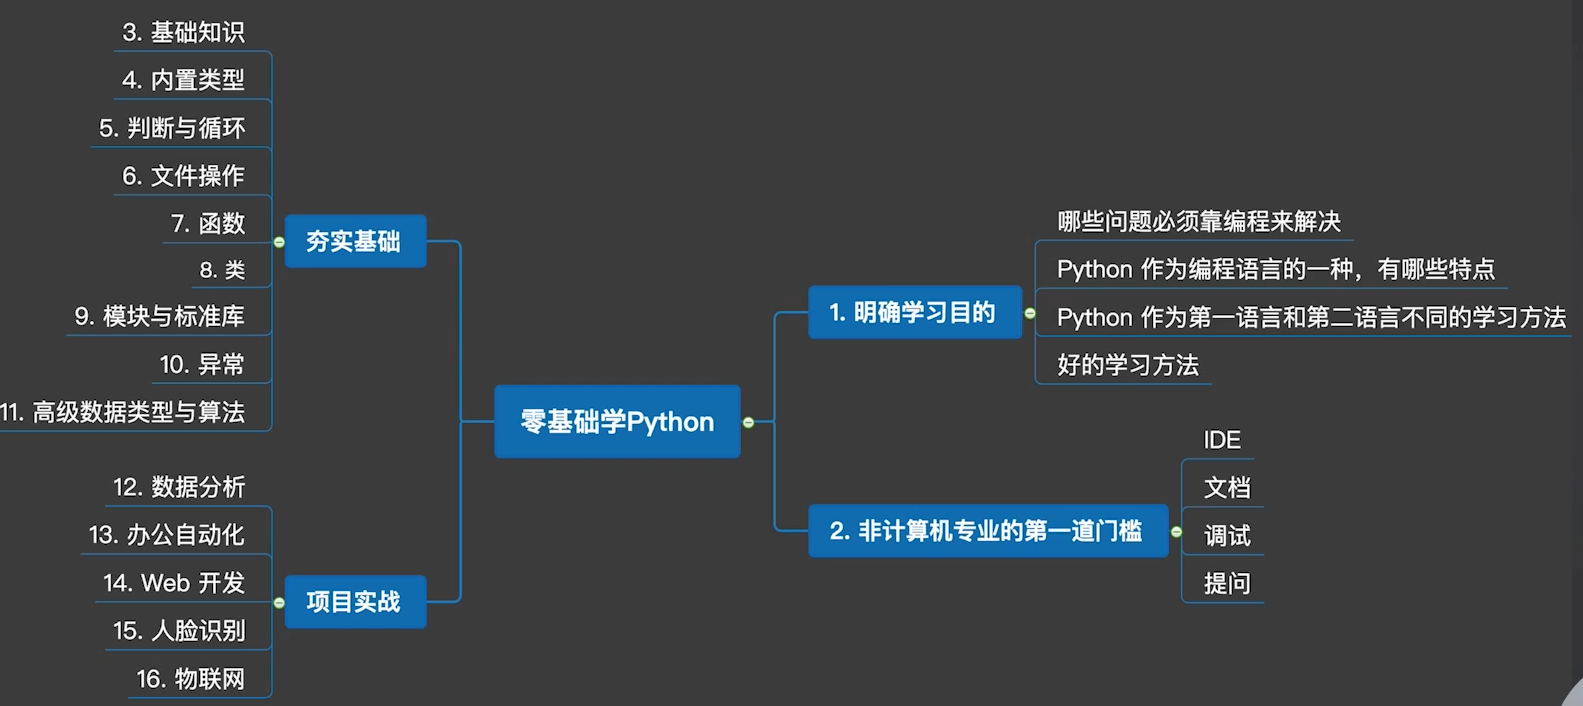 零基础学Python
1. 明确学习目的
哪些问题必须靠编程来解决
Python 作为编程语言的一种，有哪些特点
Python 作为第一语言和第二语言不同的学习方法
好的学习方法
2. 非计算机专业的第一道门槛
IDE
文档
调试
提问
夯实基础
3. 基础知识
4. 内置类型
5. 判断与循环
6. 文件操作
7. 函数
8. 类
9. 模块与标准库
10. 异常
11. 高级数据类型与算法
项目实战
12. 数据分析
13. 办公自动化
14. Web 开发
15. 人脸识别
16. 物联网